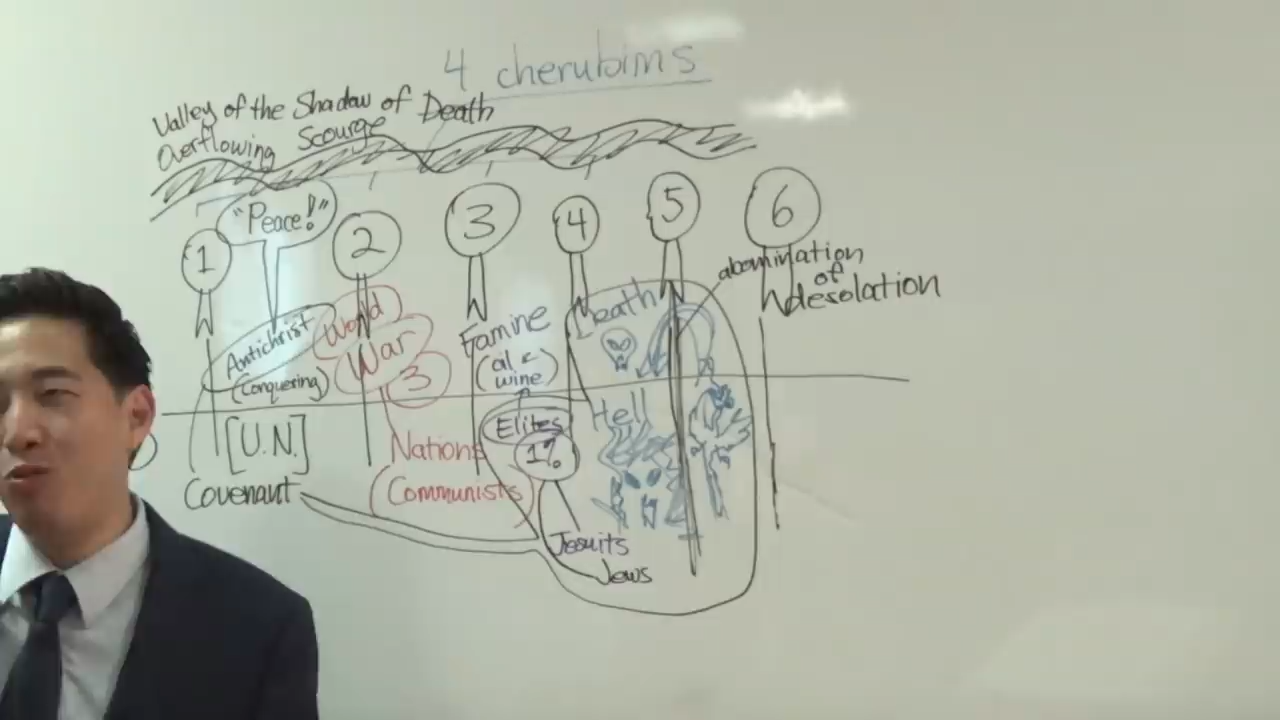 4 cherubims
Valley of the Shadow of Death
Overflowing Scourge
1
"Peace!"
2
3
4
5
6
abomination
of
desolation
Antichrist
(Conquering)
World
War
3
Famine
(oil &
wine)
Death
[U.N.]
Covenant
Nations
(Communists)
Elites
1%
Hell
Jesuits
Jews